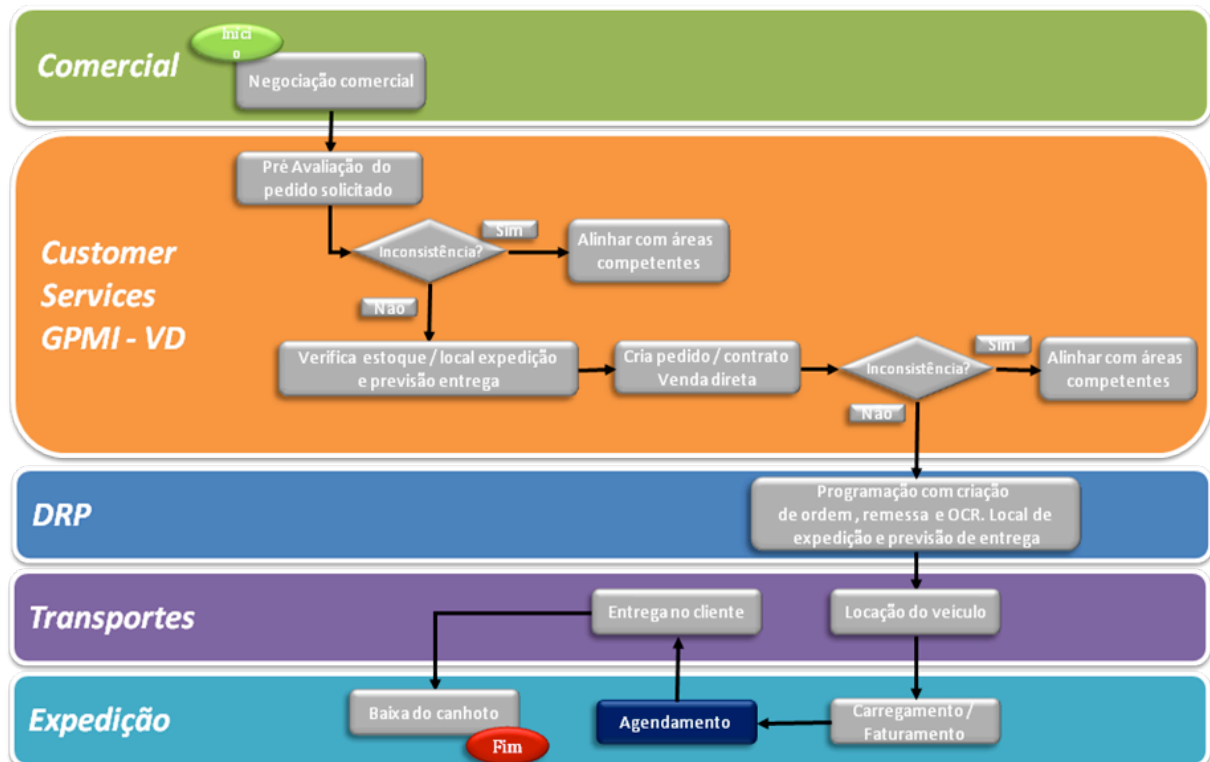 Iníci
o
Comercial
Negociação comercial
Pré Avaliação do
pedido solicitado
Customer
Services
GPMI - VD
Inconsistência?
Sim
Alinhar com áreas
competentes
Não
Verifica estoque / local expedição
e previsão entrega
Cria pedido / contrato
Venda direta
Inconsistência?
Sim
Alinhar com áreas
competentes
Não
DRP
Programação com criação
de ordem , remessa e OCR. Local de
expedição e previsão de entrega
Transportes
Entrega no cliente
Locação do veículo
Expedição
Baixa do canhoto
Fim
Agendamento
Carregamento /
Faturamento